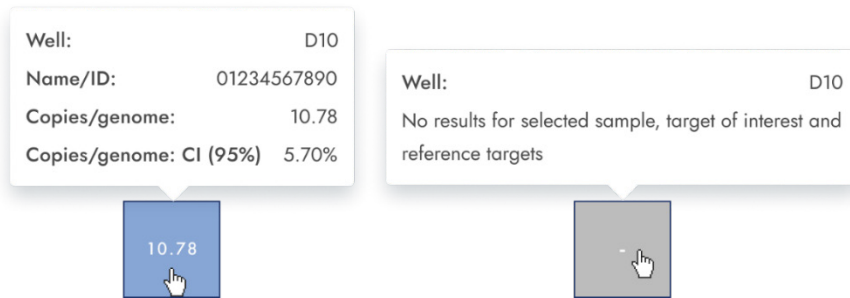 Well: D10
Name/ID: 01234567890
Copies/genome: 10.78
Copies/genome: CI (95%) 5.70%
10.78
Well: D10
No results for selected sample, target of interest and
reference targets
-